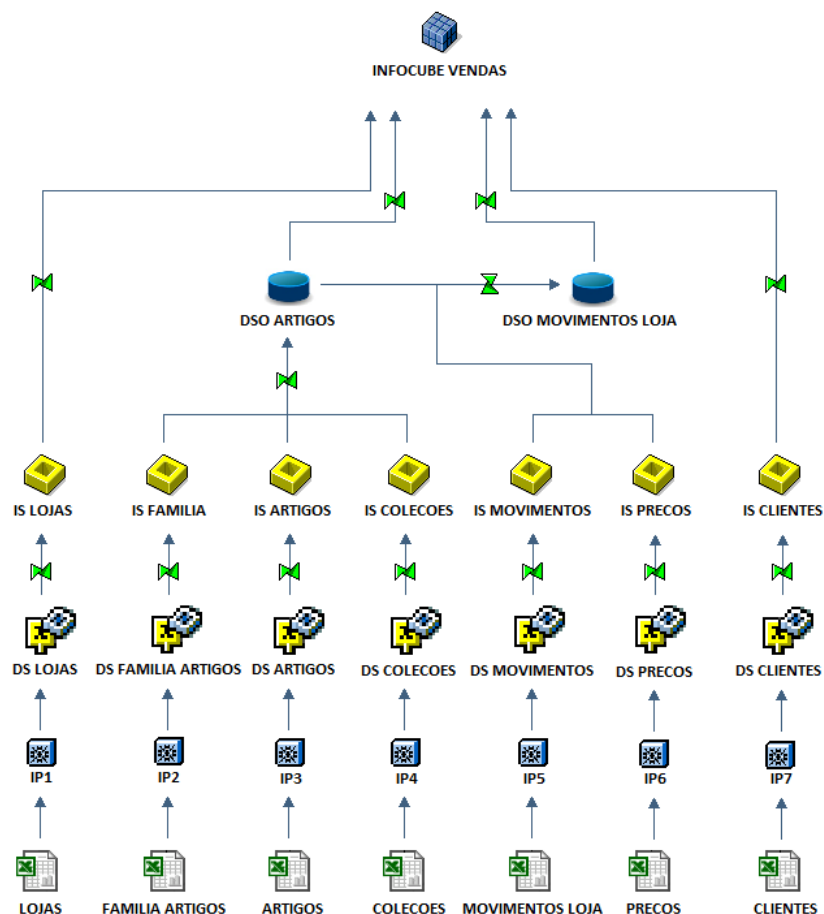 INFOCUBE VENDAS
DSO ARTIGOS
DSO MOVIMENTOS LOJA
IS LOJAS
IS FAMILIA
IS ARTIGOS
IS COLECOES
IS MOVIMENTOS
IS PRECOS
IS CLIENTES
DS LOJAS
DS FAMILIA ARTIGOS
DS ARTIGOS
DS COLECOES
DS MOVIMENTOS
DS PRECOS
DS CLIENTES
IP1
IP2
IP3
IP4
IP5
IP6
IP7
LOJAS
FAMILIA ARTIGOS
ARTIGOS
COLECOES
MOVIMENTOS LOJA
PRECOS
CLIENTES